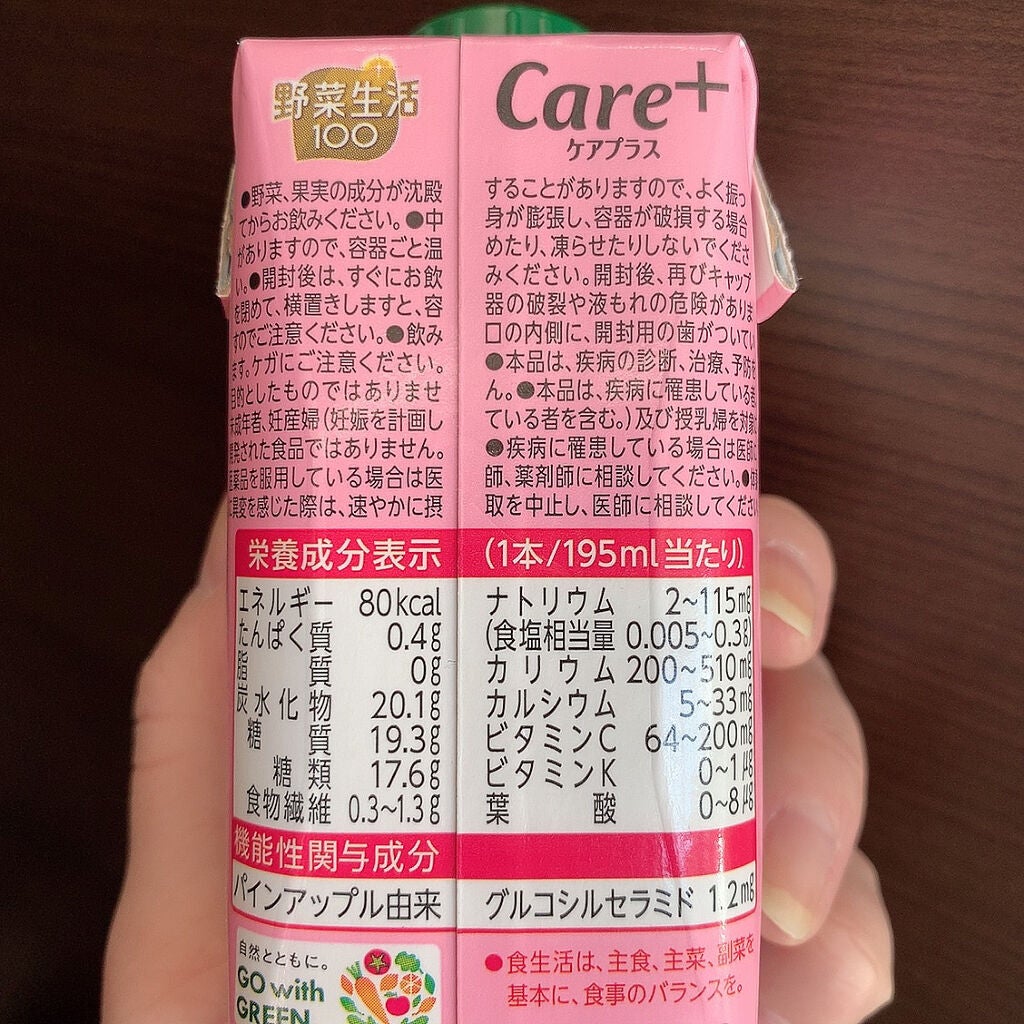 野菜生活
100
Care+
ケアプラス
●野菜、果実の成分が沈殿することがありますので、よく振っ
てからお飲みください。●中身が膨張し、容器が破損する場合
がありますので、容器ごと温めたり、凍らせたりしないでくださ
い。●開封後は、すぐにお飲みください。開封後、再びキャップ
を閉めて、横置きしますと、容器の破裂や液もれの危険がありま
すのでご注意ください。●飲み口の内側に、開封用の歯がついてい
ます。ケガにご注意ください。●本品は、疾病の診断、治療、予防を
目的としたものではありません。●本品は、疾病に罹患している者
未成年者、妊産婦(妊娠を計画している者を含む。)及び授乳婦を対象に
開発された食品ではありません。●疾病に罹患している場合は医師に
医薬品を服用している場合は医師、薬剤師に相談してください。●体
に異変を感じた際は、速やかに摂取を中止し、医師に相談してくださ
栄養成分表示 (1本/195ml当たり)
エネルギー 80kcal
たんぱく質 0.4g
脂質 0g
炭水化物 20.1g
糖質 19.3g
糖類 17.6g
食物繊維 0.3~1.3g
ナトリウム 2~115mg
(食塩相当量 0.005~0.3g)
カリウム 200~510mg
カルシウム 5~33mg
ビタミンC 64~200mg
ビタミンK 0~1μg
葉酸 0~8μg
機能性関与成分
パインアップル由来 グルコシルセラミド 1.2mg
自然とともに。
GO with
GREEN
●食生活は、主食、主菜、副菜を
基本に、食事のバランスを。